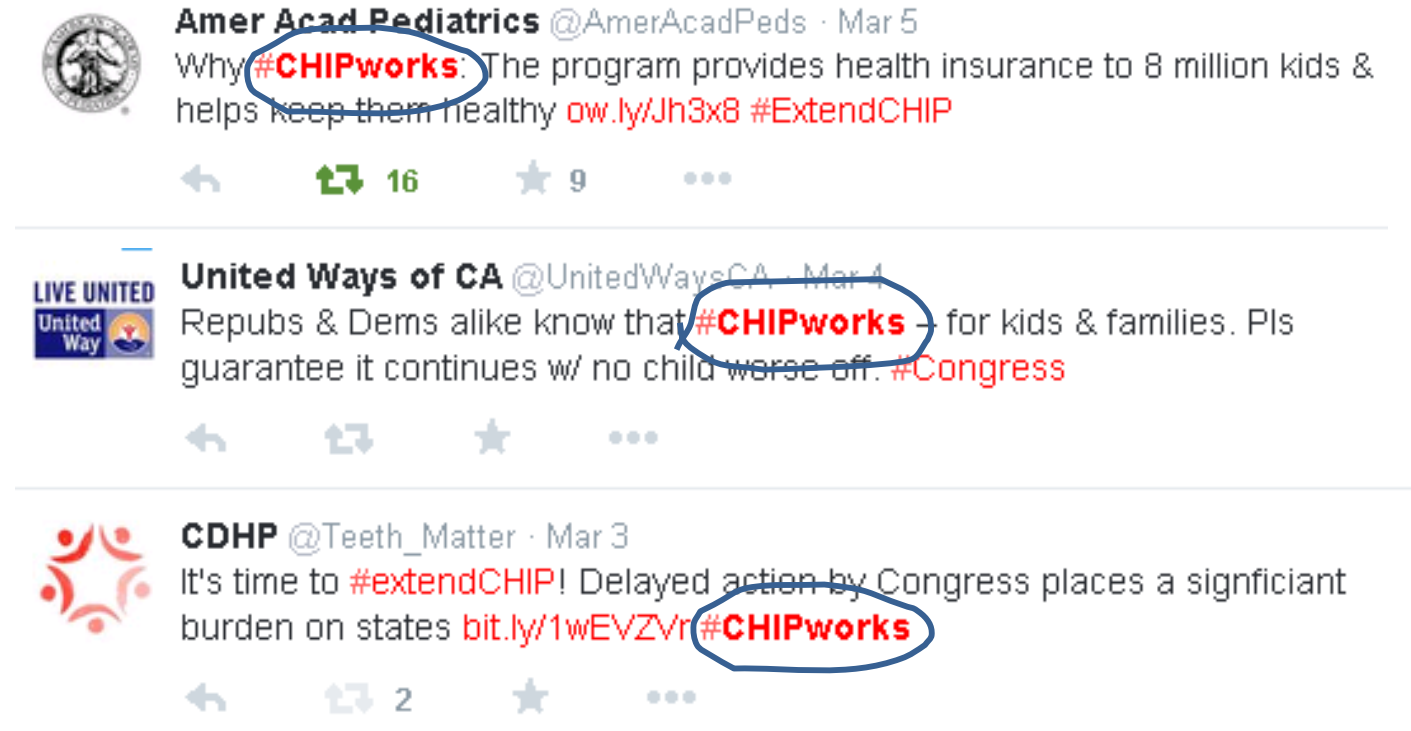 Amer Acad Pediatrics @AmerAcadPeds · Mar 5
Why #CHIPworks: The program provides health insurance to 8 million kids &
helps keep them healthy ow.ly/Jh3x8 #ExtendCHIP
16 9
LIVE UNITED
United
Way
United Ways of CA @UnitedWaysCA · Mar 4
Repubs & Dems alike know that #CHIPworks – for kids & families. Pls
guarantee it continues w/ no child worse off. #Congress
CDHP @Teeth_Matter · Mar 3
It's time to #extendCHIP! Delayed action by Congress places a signficiant
burden on states bit.ly/1wEVZVr #CHIPworks
2